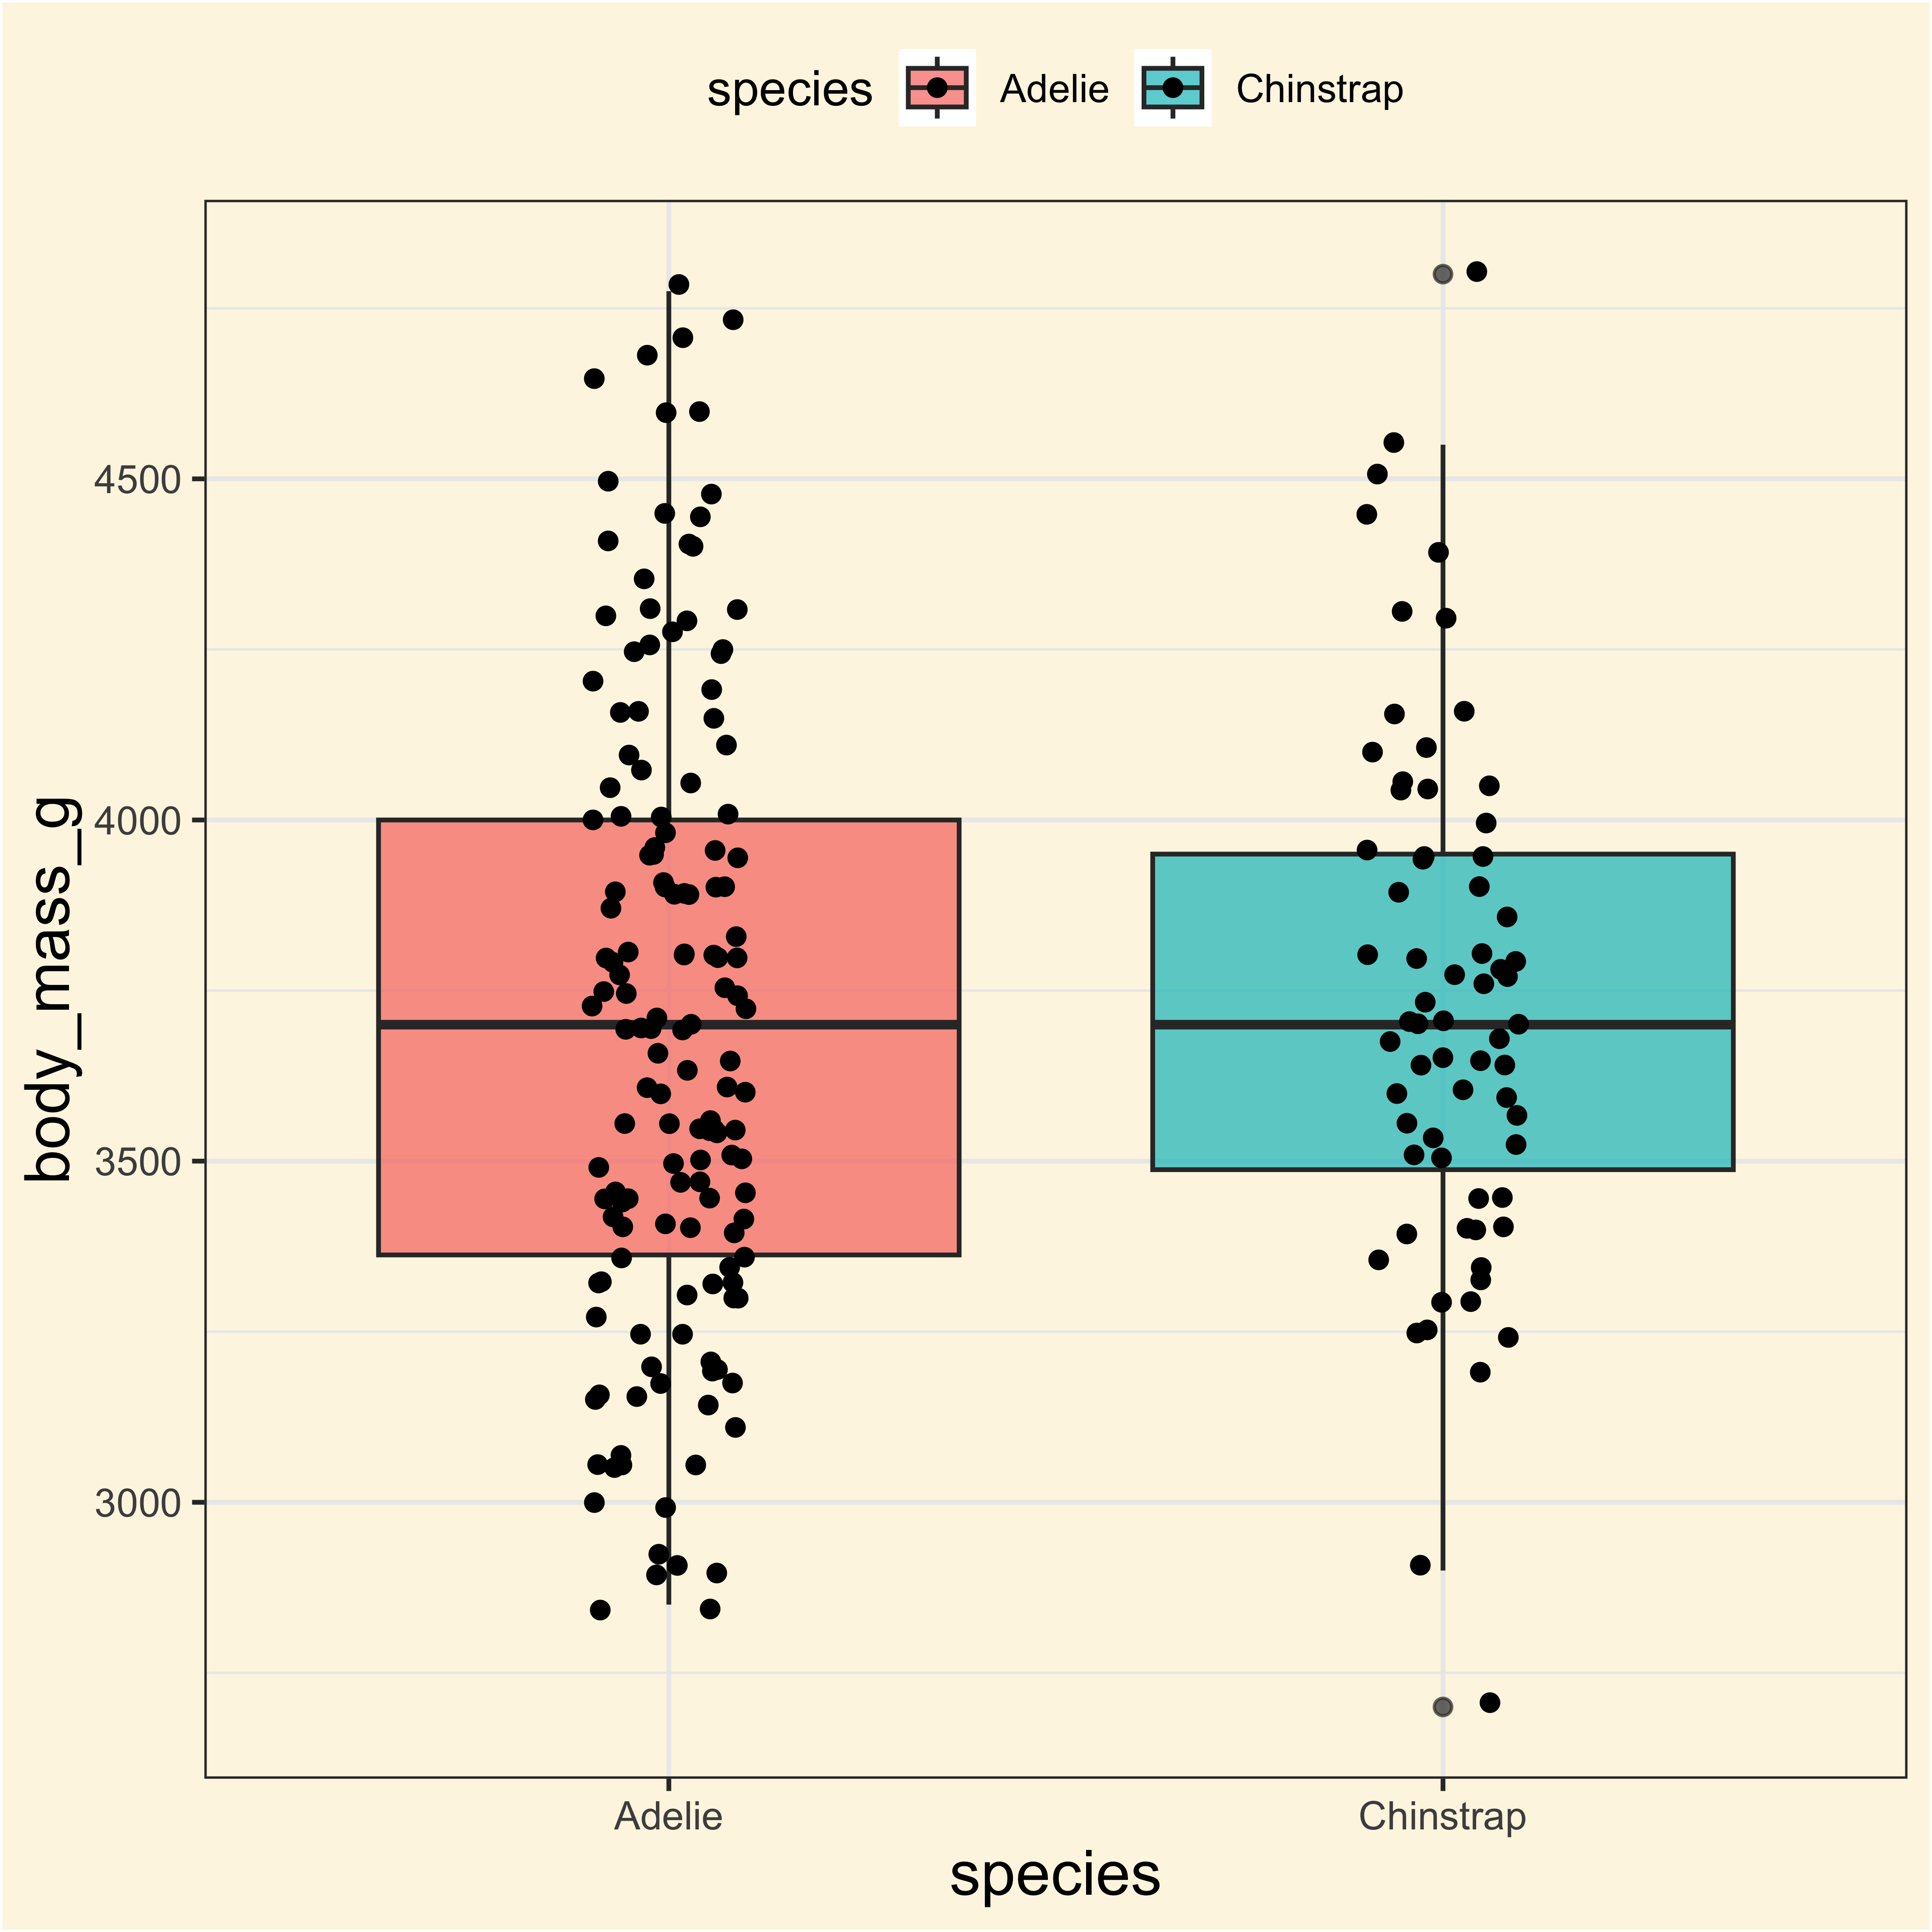 species Adelie Chinstrap
body_mass_g
4500
4000
3500
3000
Adelie Chinstrap
species